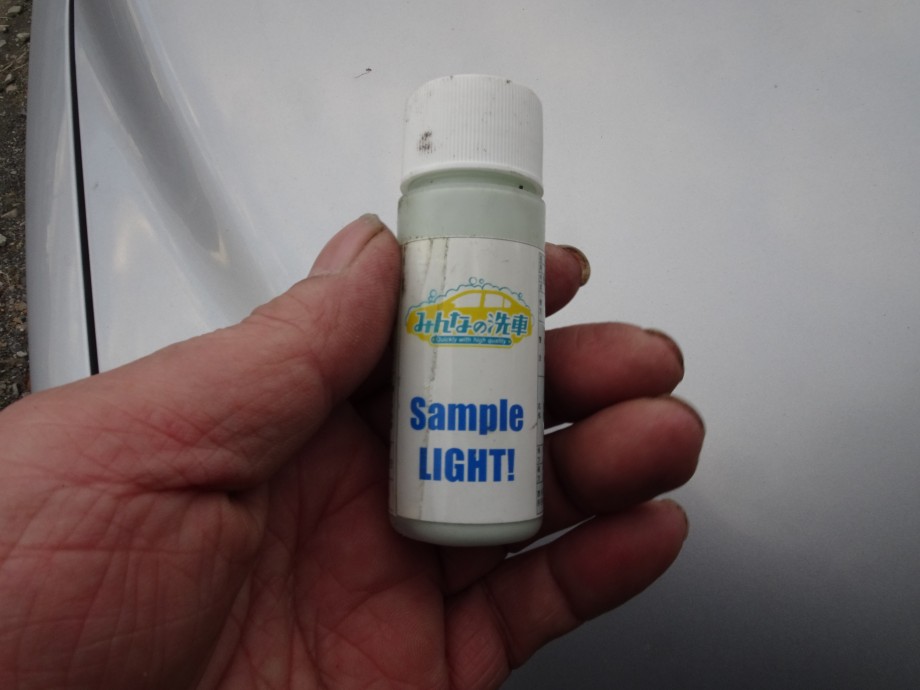 みんなの洗車
Quickly with high quality
Sample
LIGHT!